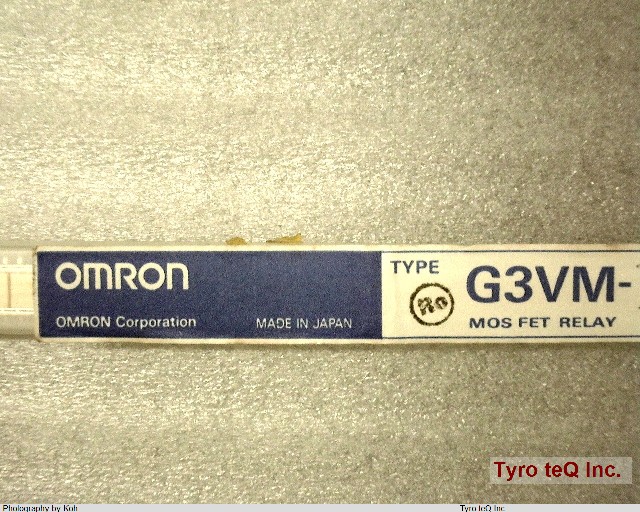 OMRON
OMRON Corporation
MADE IN JAPAN
TYPE
G3VM-
MOS FET RELAY
Tyro teQ Inc.
Photography by Koh
Tyro teQ Inc